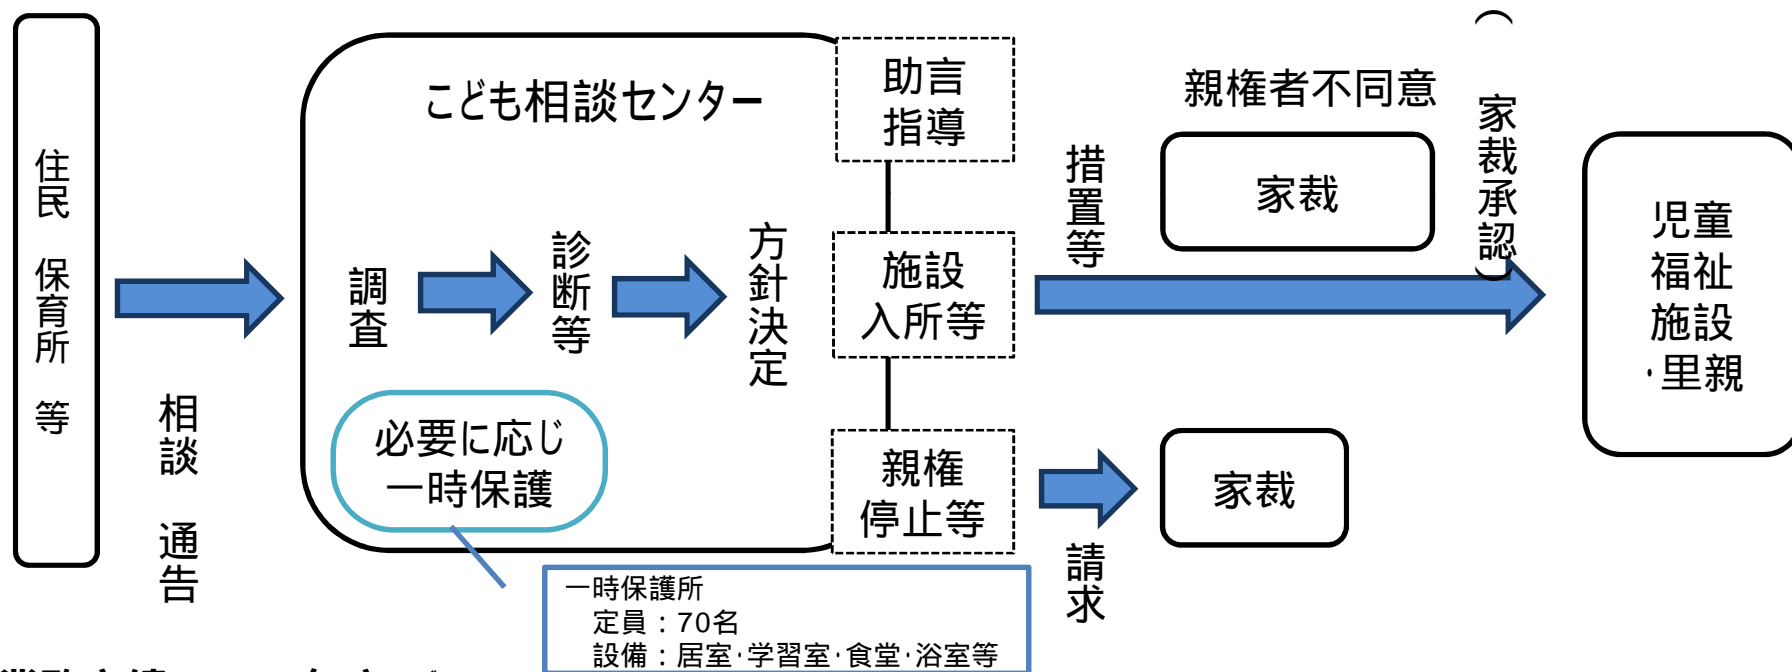 住民 保育所 等
相談 通告
こども相談センター
調査
診断等
方針決定
必要に応じ
一時保護
助言
指導
施設
入所等
親権
停止等
一時保護所
定員：70名
設備：居室・学習室・食堂・浴室等
措置等
親権者不同意
家裁
（家裁承認）
請求
家裁
児童
福祉
施設
・里親